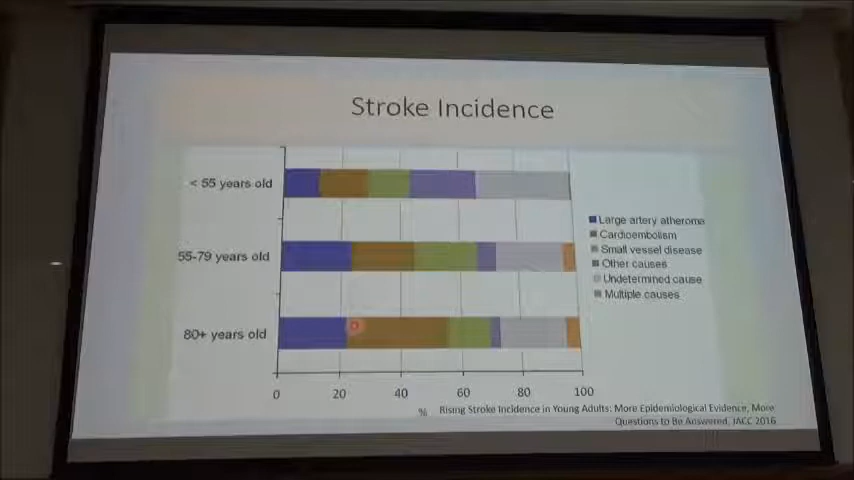 Stroke Incidence
< 55 years old
55-79 years old
80+ years old
Large artery atheroma
Cardioembolism
Small vessel disease
Other causes
Undetermined cause
Multiple causes
0 20 40 60 80 100
%
Rising Stroke Incidence in Young Adults: More Epidemiological Evidence, More
Questions to Be Answered, JACC 2016